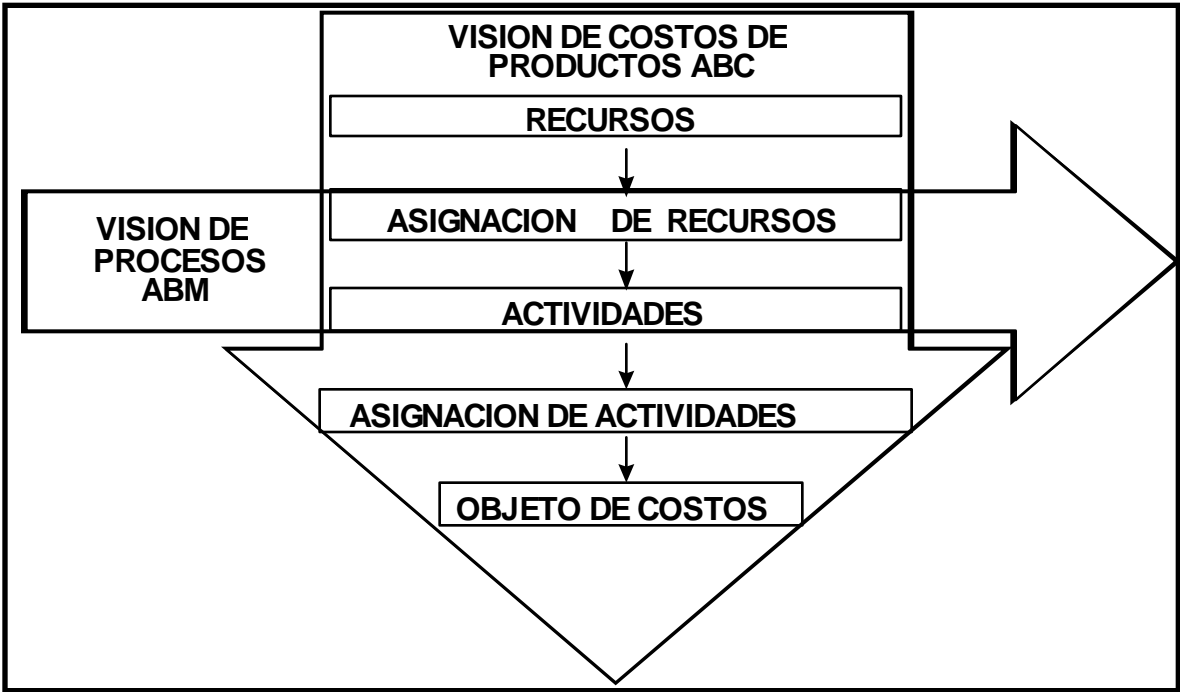 VISION DE COSTOS DE
PRODUCTOS ABC
RECURSOS
ASIGNACION DE RECURSOS
VISION DE
PROCESOS
ABM
ACTIVIDADES
ASIGNACION DE ACTIVIDADES
OBJETO DE COSTOS